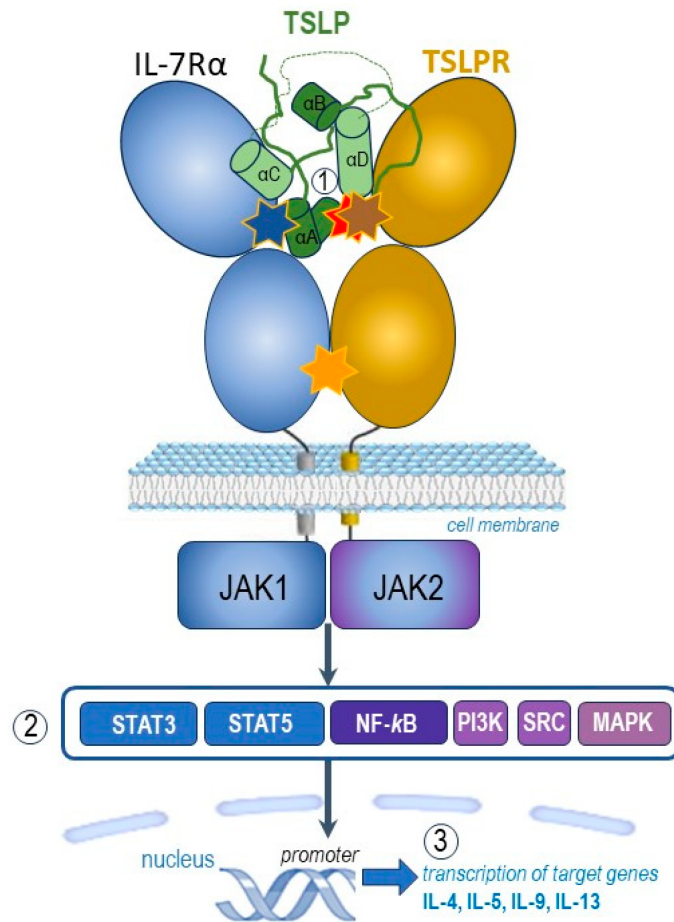 TSLP
IL-7Rα
TSLPR
αB
αC
αD
1
αA
cell membrane
JAK1
JAK2
2
STAT3
STAT5
NF-kB
PI3K
SRC
MAPK
3
nucleus
promoter
transcription of target genes
IL-4, IL-5, IL-9, IL-13